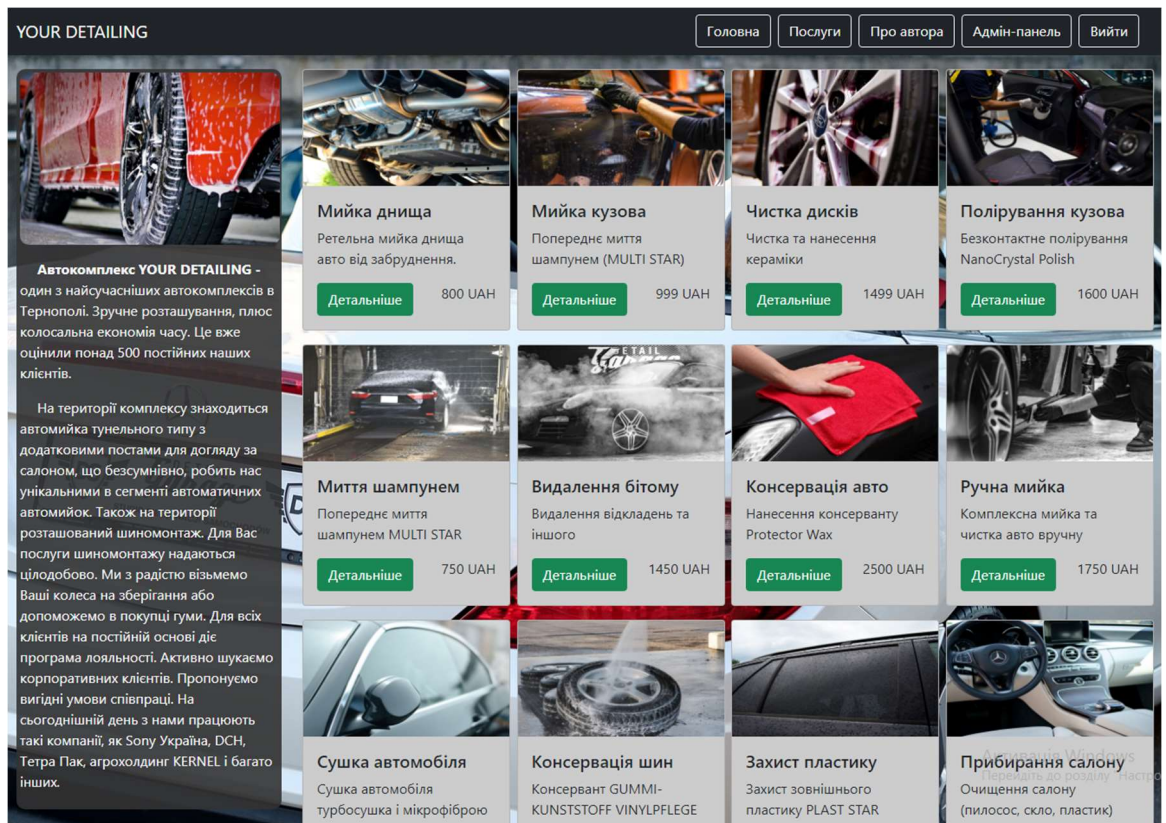 YOUR DETAILING
Головна
Послуги
Про автора
Адмін-панель
Вийти
Автокомплекс YOUR DETAILING -
один з найсучасніших автокомплексів в
Тернополі. Зручне розташування, плюс
колосальна економія часу. Це вже
оцінили понад 500 постійних наших
клієнтів.
На території комплексу знаходиться
автомийка тунельного типу з
додатковими постами для догляду за
салоном, що безсумнівно, робить нас
унікальними в сегменті автоматичних
автомийок. Також на території
розташований шиномонтаж. Для Вас
послуги шиномонтажу надаються
цілодобово. Ми з радістю візьмемо
Ваші колеса на зберігання або
допоможемо в покупці гуми. Для всіх
клієнтів на постійній основі діє
програма лояльності. Активно шукаємо
корпоративних клієнтів. Пропонуємо
вигідні умови співпраці. На
сьогоднішній день з нами працюють
такі компанії, як Sony Україна, DCH,
Тетра Пак, агрохолдинг KERNEL і багато
інших.
Мийка днища
Ретельна мийка днища
авто від забруднення.
Детальніше
800 UAH
Мийка кузова
Попереднє миття
шампунем (MULTI STAR)
Детальніше
999 UAH
Чистка дисків
Чистка та нанесення
кераміки
Детальніше
1499 UAH
Полірування кузова
Безконтактне полірування
NanoCrystal Polish
Детальніше
1600 UAH
Миття шампунем
Попереднє миття
шампунем MULTI STAR
Детальніше
750 UAH
DETAIL
Garage
Видалення бітому
Видалення відкладень та
іншого
Детальніше
1450 UAH
Консервація авто
Нанесення консерванту
Protector Wax
Детальніше
2500 UAH
Ручна мийка
Комплексна мийка та
чистка авто вручну
Детальніше
1750 UAH
Сушка автомобіля
Сушка автомобіля
турбосушка і мікрофіброю
Консервація шин
Консервант GUMMI-
KUNSTSTOFF VINYLPFLEGE
Захист пластику
Захист зовнішнього
пластику PLAST STAR
Прибирання салону
Очищення салону
(пилосос, скло, пластик)
Активація Windows
Перейдіть до розділу "Настро